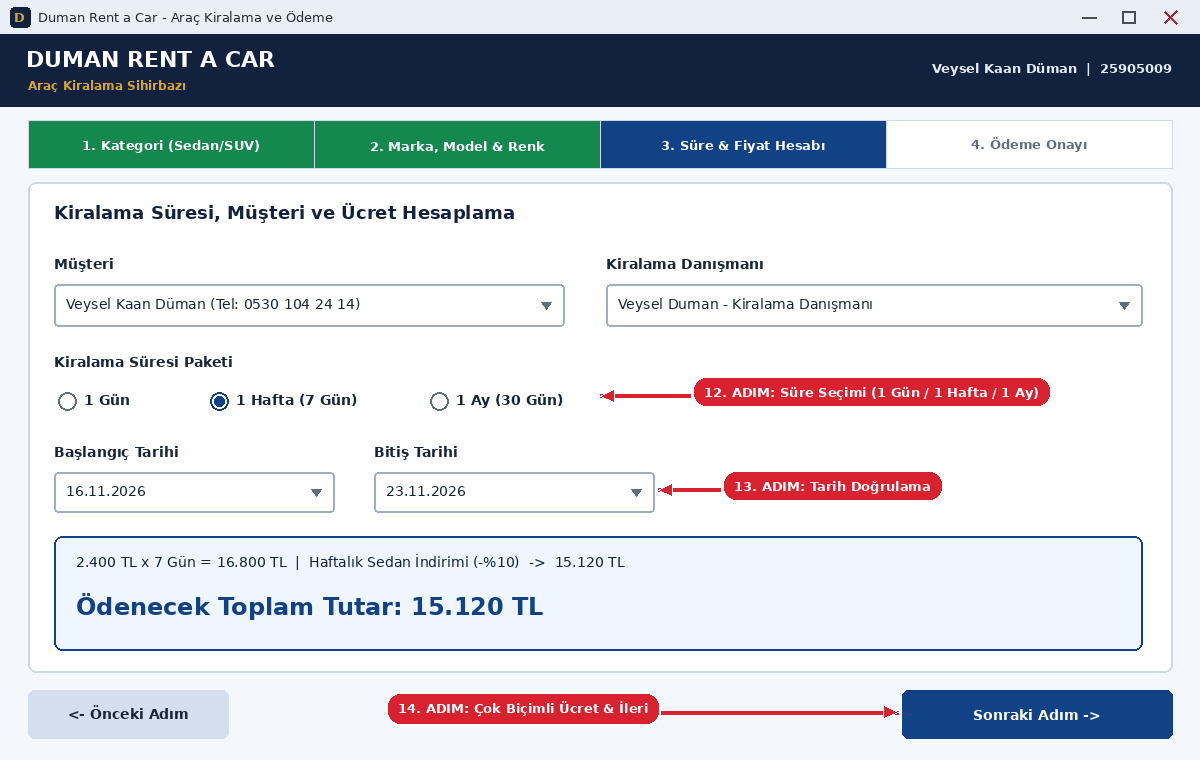 D Duman Rent a Car - Araç Kiralama ve Ödeme
DUMAN RENT A CAR
Araç Kiralama Sihirbazı
Veysel Kaan Düman | 25905009
1. Kategori (Sedan/SUV)
2. Marka, Model & Renk
3. Süre & Fiyat Hesabı
4. Ödeme Onayı
Kiralama Süresi, Müşteri ve Ücret Hesaplama
Müşteri
Kiralama Danışmanı
Veysel Kaan Düman (Tel: 0530 104 24 14)
Veysel Duman - Kiralama Danışmanı
Kiralama Süresi Paketi
1 Gün
1 Hafta (7 Gün)
1 Ay (30 Gün)
12. ADIM: Süre Seçimi (1 Gün / 1 Hafta / 1 Ay)
Başlangıç Tarihi
Bitiş Tarihi
16.11.2026
23.11.2026
13. ADIM: Tarih Doğrulama
2.400 TL x 7 Gün = 16.800 TL | Haftalık Sedan İndirimi (-%10) -> 15.120 TL
Ödenecek Toplam Tutar: 15.120 TL
<- Önceki Adım
14. ADIM: Çok Biçimli Ücret & İleri
Sonraki Adım ->